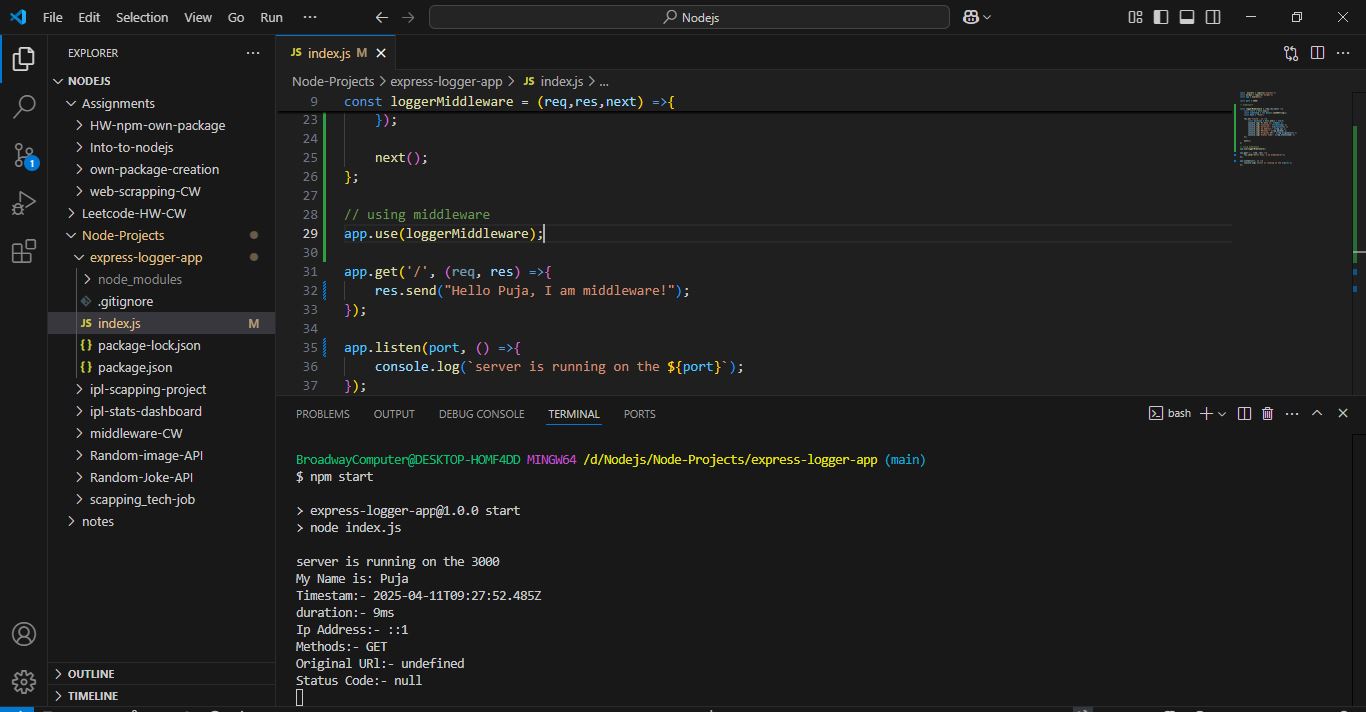 File Edit Selection View Go Run ··· Nodejs
EXPLORER ···
NODEJS
Assignments
HW-npm-own-package
Into-to-nodejs
own-package-creation
web-scrapping-CW
Leetcode-HW-CW
Node-Projects
express-logger-app
node_modules
.gitignore
JS index.js M
{} package-lock.json
{} package.json
ipl-scapping-project
ipl-stats-dashboard
middleware-CW
Random-image-API
Random-Joke-API
scapping_tech-job
notes
OUTLINE
TIMELINE
1
JS index.js M
Node-Projects > express-logger-app > JS index.js > ...
9 const loggerMiddleware = (req,res,next) =>{
23 });
24
25 next();
26 };
27
28 // using middleware
29 app.use(loggerMiddleware);
30
31 app.get('/', (req, res) =>{
32 res.send("Hello Puja, I am middleware!");
33 });
34
35 app.listen(port, () =>{
36 console.log(`server is running on the ${port}`);
37 });
PROBLEMS OUTPUT DEBUG CONSOLE TERMINAL PORTS bash
BroadwayComputer@DESKTOP-HOMF4DD MINGW64 /d/Nodejs/Node-Projects/express-logger-app (main)
$ npm start
> express-logger-app@1.0.0 start
> node index.js
server is running on the 3000
My Name is: Puja
Timestam:- 2025-04-11T09:27:52.485Z
duration:- 9ms
Ip Address:- ::1
Methods:- GET
Original URl:- undefined
Status Code:- null